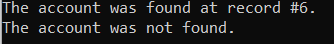 The account was found at record #6.
The account was not found.